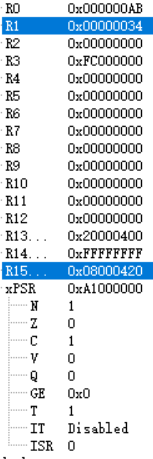 R0 0x000000AB
R1 0x00000034
R2 0x00000000
R3 0xFC000000
R4 0x00000000
R5 0x00000000
R6 0x00000000
R7 0x00000000
R8 0x00000000
R9 0x00000000
R10 0x00000000
R11 0x00000000
R12 0x00000000
R13... 0x20000400
R14... 0xFFFFFFFF
R15... 0x08000420
xPSR 0xA1000000
N 1
Z 0
C 1
V 0
Q 0
GE 0x0
T 1
IT Disabled
ISR 0